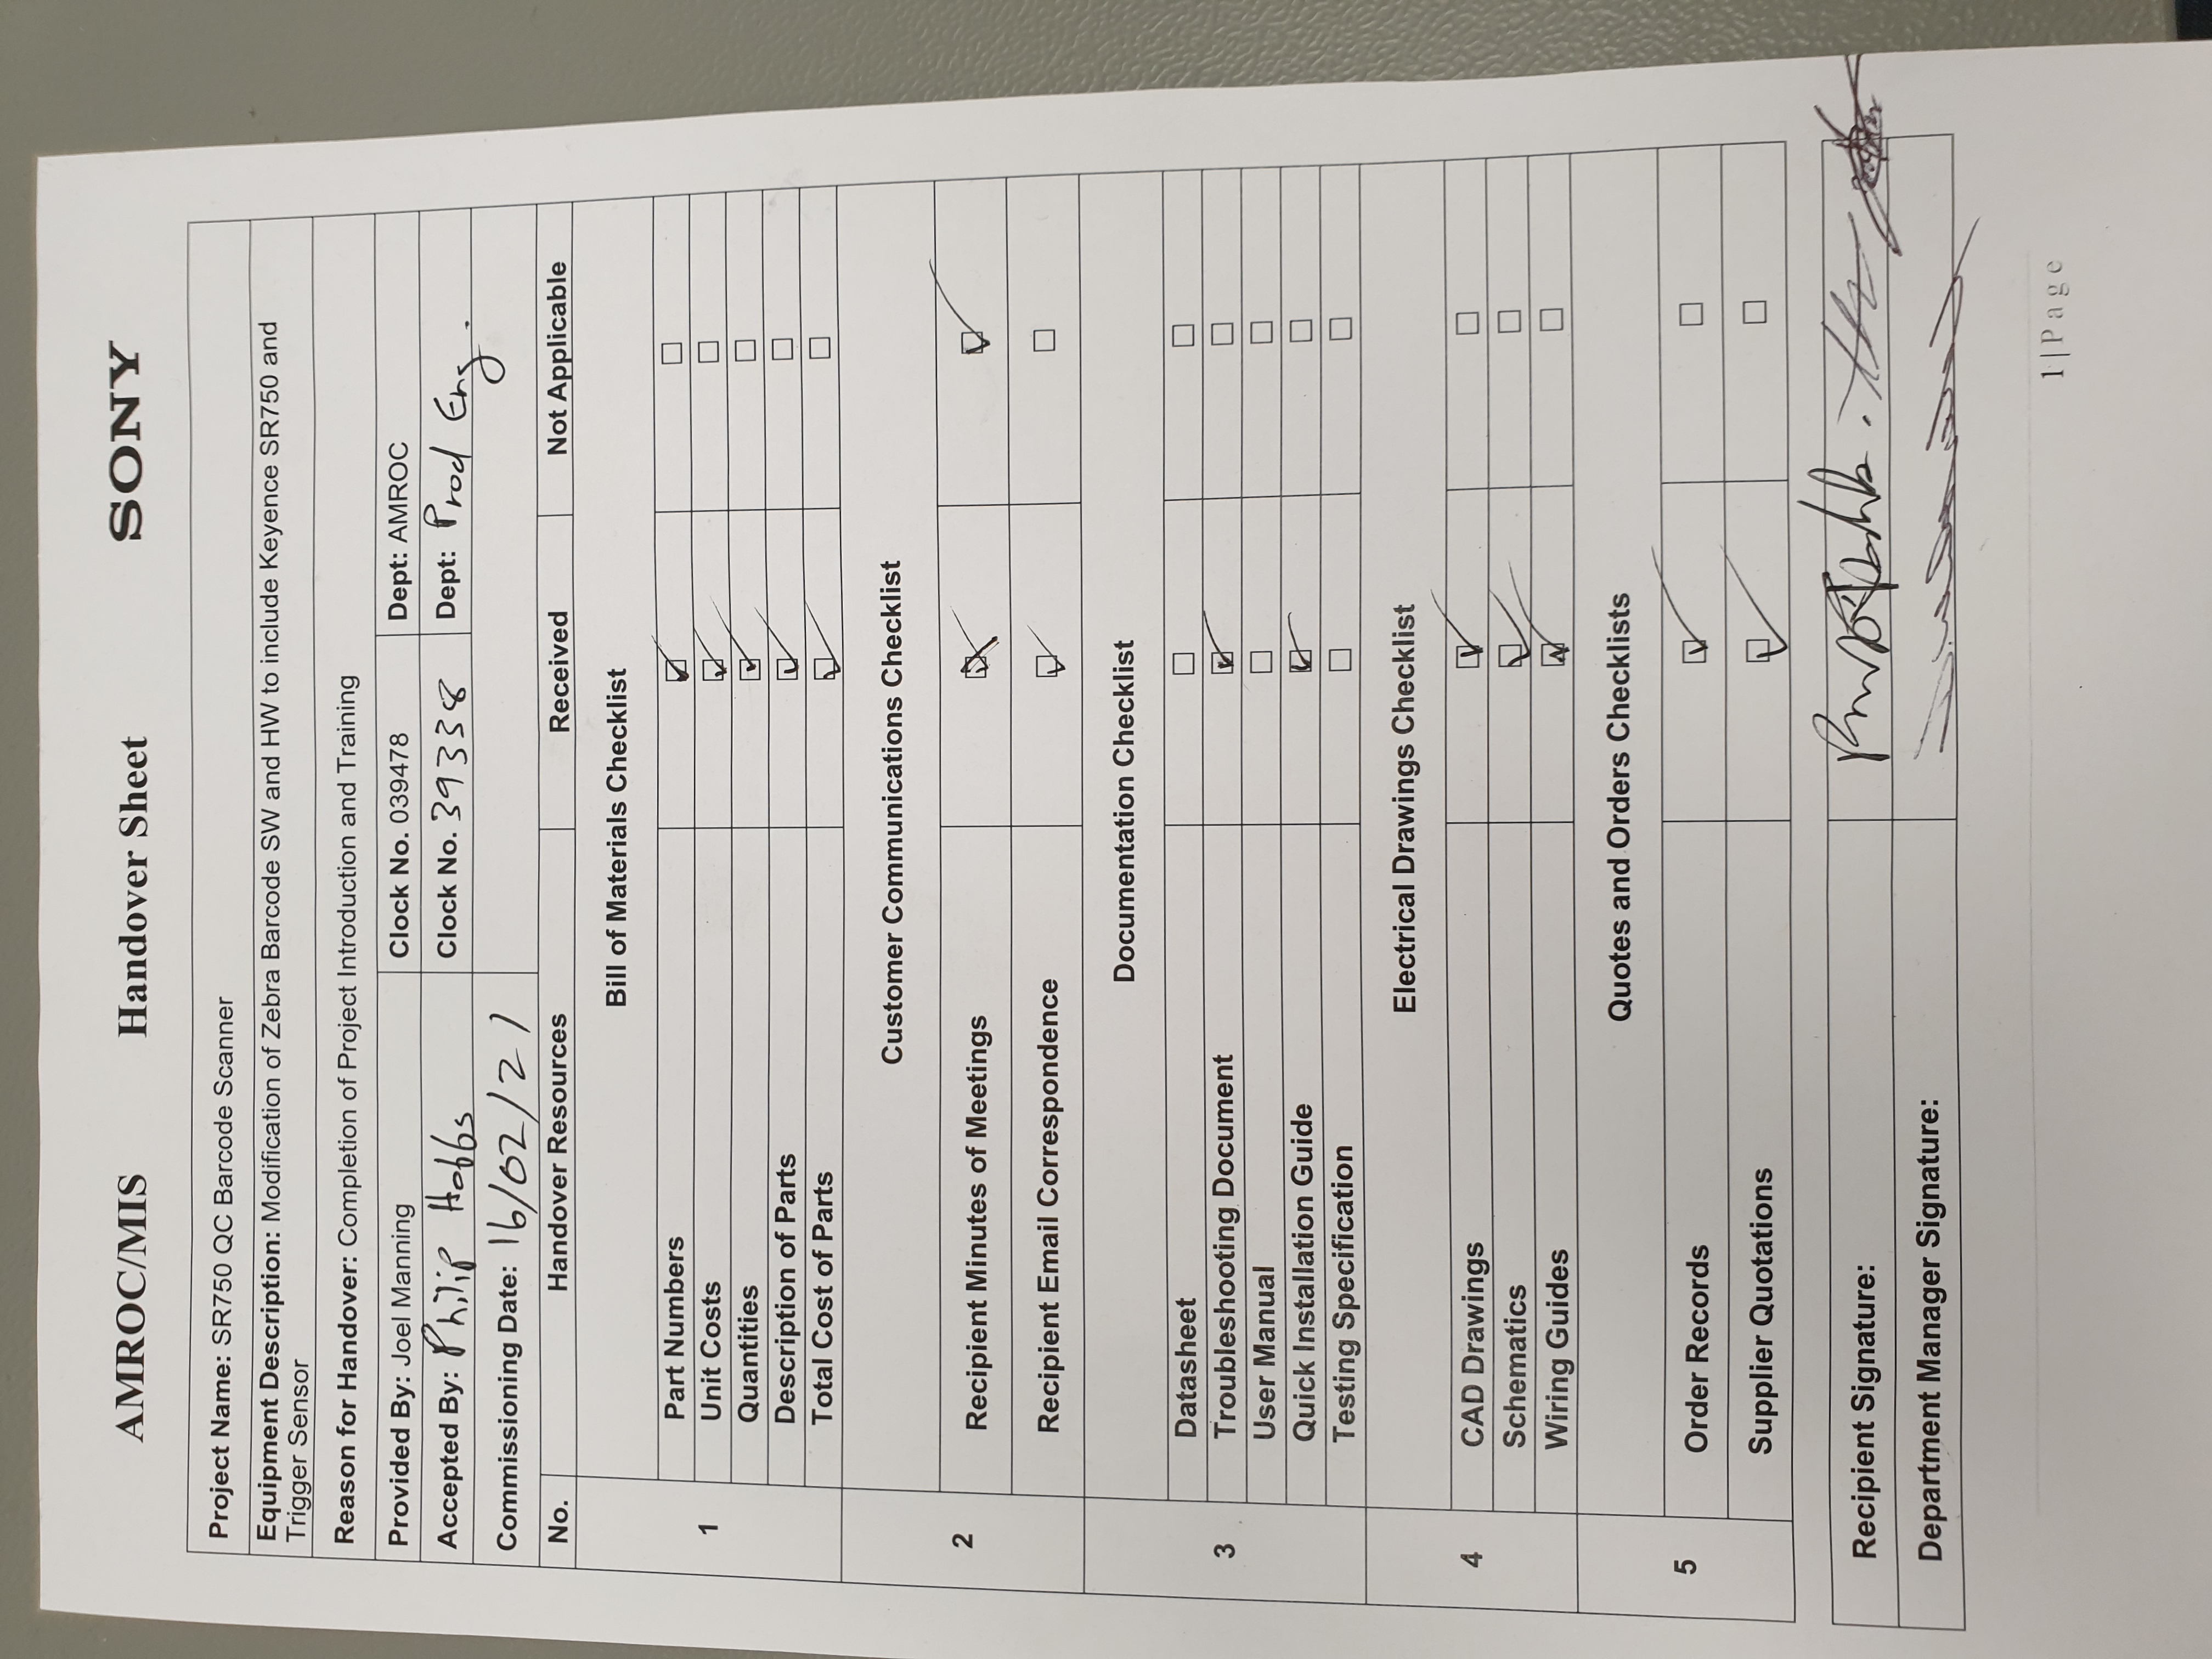 AMROC/MIS Handover Sheet SONY
Project Name: SR750 QC Barcode Scanner
Equipment Description: Modification of Zebra Barcode SW and HW to include Keyence SR750 and
Trigger Sensor
Reason for Handover: Completion of Project Introduction and Training
Provided By: Joel Manning Clock No. 039478 Dept: AMROC
Accepted By: Philip Hobbs Clock No. 39338 Dept: Prod Eng.
Commissioning Date: 16/02/21
No. Handover Resources Received Not Applicable
Bill of Materials Checklist
1
Part Numbers
Unit Costs
Quantities
Description of Parts
Total Cost of Parts
Customer Communications Checklist
2
Recipient Minutes of Meetings
Recipient Email Correspondence
Documentation Checklist
3
Datasheet
Troubleshooting Document
User Manual
Quick Installation Guide
Testing Specification
Electrical Drawings Checklist
4
CAD Drawings
Schematics
Wiring Guides
Quotes and Orders Checklists
5
Order Records
Supplier Quotations
Recipient Signature:
Department Manager Signature:
1 | Page